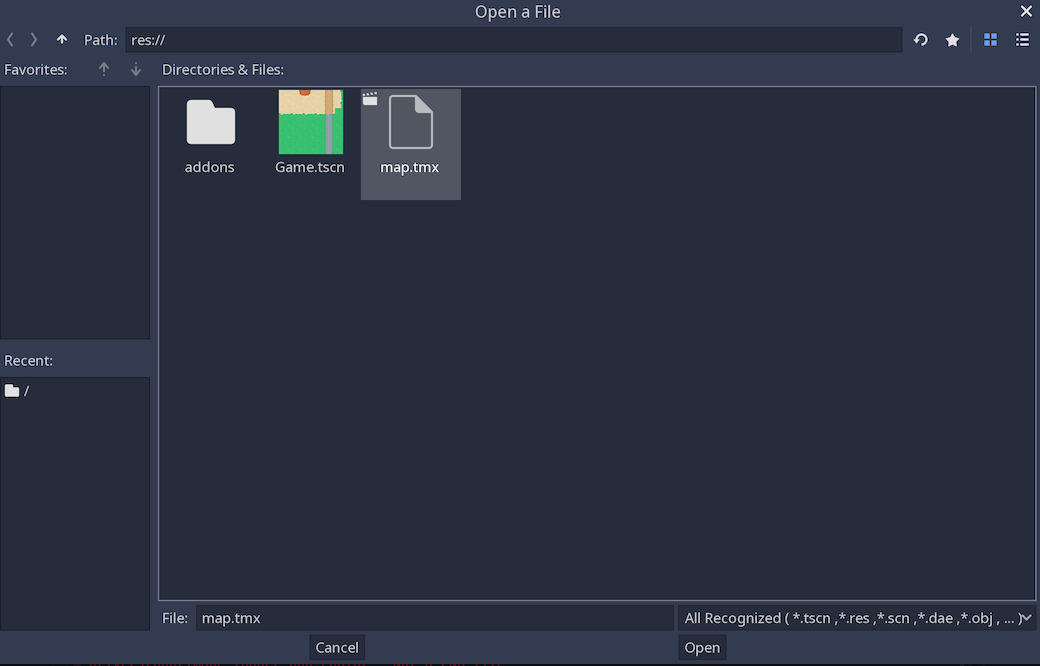 Open a File
Path: res://
Favorites:
Directories & Files:
addons
Game.tscn
map.tmx
Recent:
/
File: map.tmx
All Recognized ( *.tscn ,*.res ,*.scn ,*.dae ,*.obj , ... )
Cancel
Open